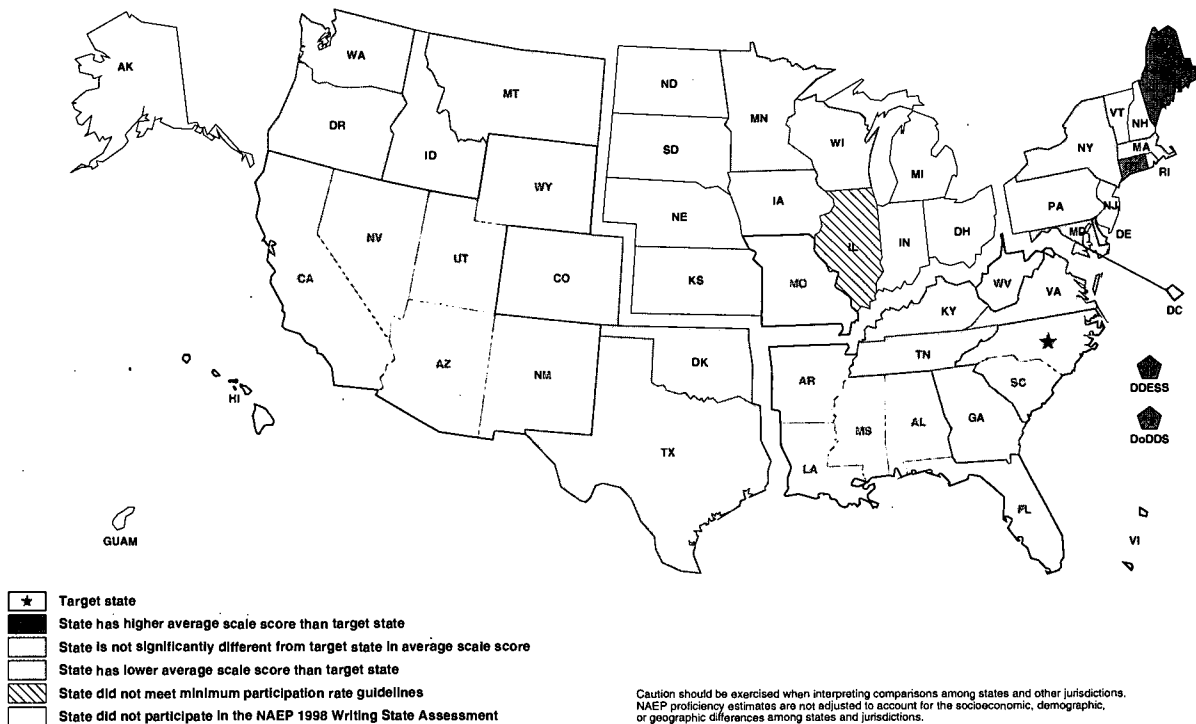 AK
WA
MT
ND
MN
VT
NH
DR
ID
SD
WI
MI
NY
MA
RI
WY
IA
PA
NJ
NE
IL
IN
DH
MD
DE
NV
UT
CO
KS
MO
WV
VA
CA
KY
DC
AZ
NM
DK
AR
TN
SC
DDESS
HI
MS
AL
GA
DoDDS
TX
LA
FL
GUAM
VI
Target state
State has higher average scale score than target state
State is not significantly different from target state in average scale score
State has lower average scale score than target state
State did not meet minimum participation rate guidelines
State did not participate in the NAEP 1998 Writing State Assessment
Caution should be exercised when interpreting comparisons among states and other jurisdictions.
NAEP proficiency estimates are not adjusted to account for the socioeconomic, demographic,
or geographic differences among states and jurisdictions.